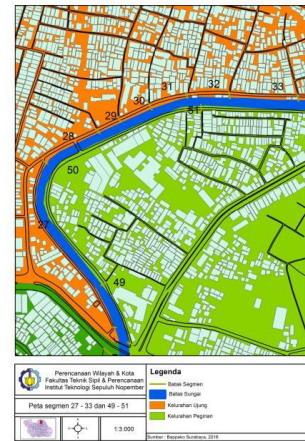 31
32
33
30
29
51
28
50
27
49
Perencanaan Wilayah & Kota
Fakultas Teknik Sipil & Perencanaan
Institut Teknologi Sepuluh Nopember
Peta segmen 27 - 33 dan 49 - 51
1:3.000
Legenda
Batas Segmen
Batas Sungai
Kelurahan Ujung
Kelurahan Pegirian
Sumber : Bappeko Surabaya, 2016